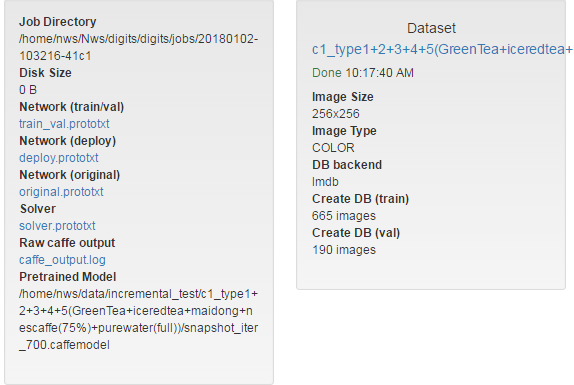 Job Directory
/home/nws/Nws/digits/digits/jobs/20180102-
103216-41c1
Disk Size
0 B
Network (train/val)
train_val.prototxt
Network (deploy)
deploy.prototxt
Network (original)
original.prototxt
Solver
solver.prototxt
Raw caffe output
caffe_output.log
Pretrained Model
/home/nws/data/incremental_test/c1_type1+
2+3+4+5(GreenTea+iceredtea+maidong+n
escaffe(75%)+purewater(full))/snapshot_iter
_700.caffemodel
Dataset
c1_type1+2+3+4+5(GreenTea+iceredtea+
Done 10:17:40 AM
Image Size
256x256
Image Type
COLOR
DB backend
lmdb
Create DB (train)
665 images
Create DB (val)
190 images